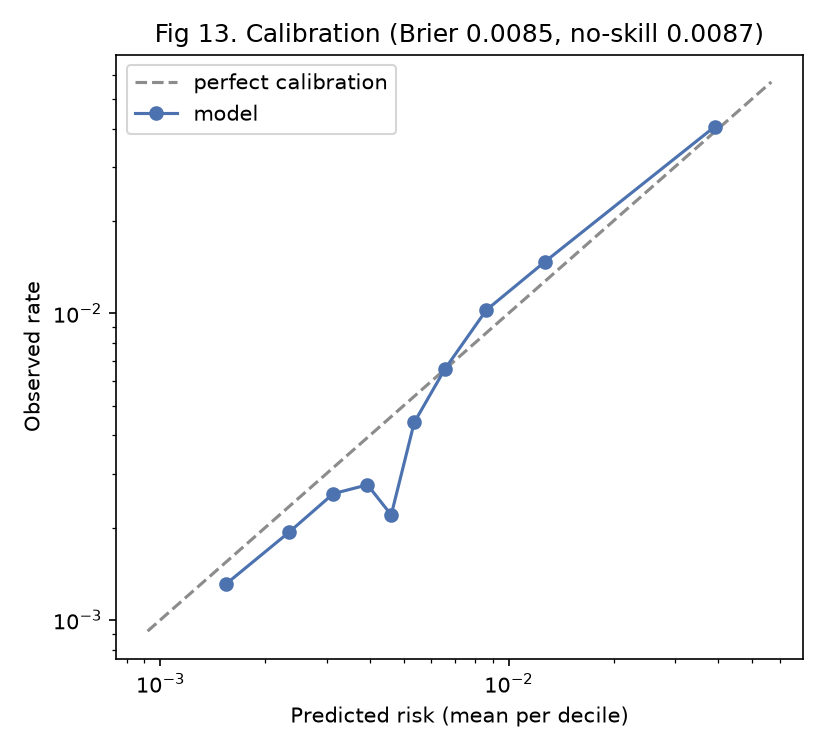 Fig 13. Calibration (Brier 0.0085, no-skill 0.0087)
perfect calibration
model
Observed rate
10⁻²
10⁻³
10⁻³
10⁻²
Predicted risk (mean per decile)